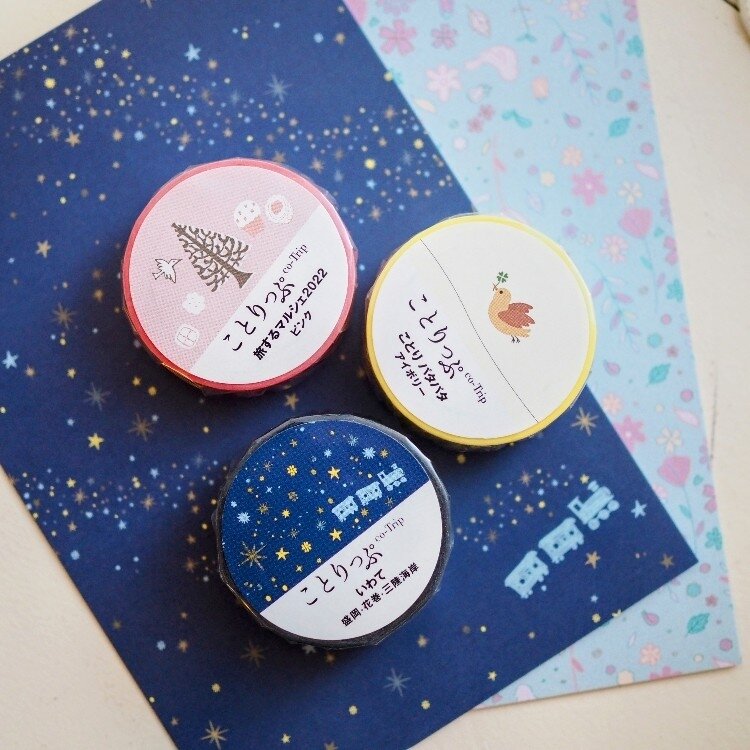 ことりっぷ co-Trip
旅するマルシェ2022
ピンク
ことりっぷ co-Trip
ことり パタパタ
アイボリー
ことりっぷ co-Trip
いわて
盛岡・花巻・三陸海岸